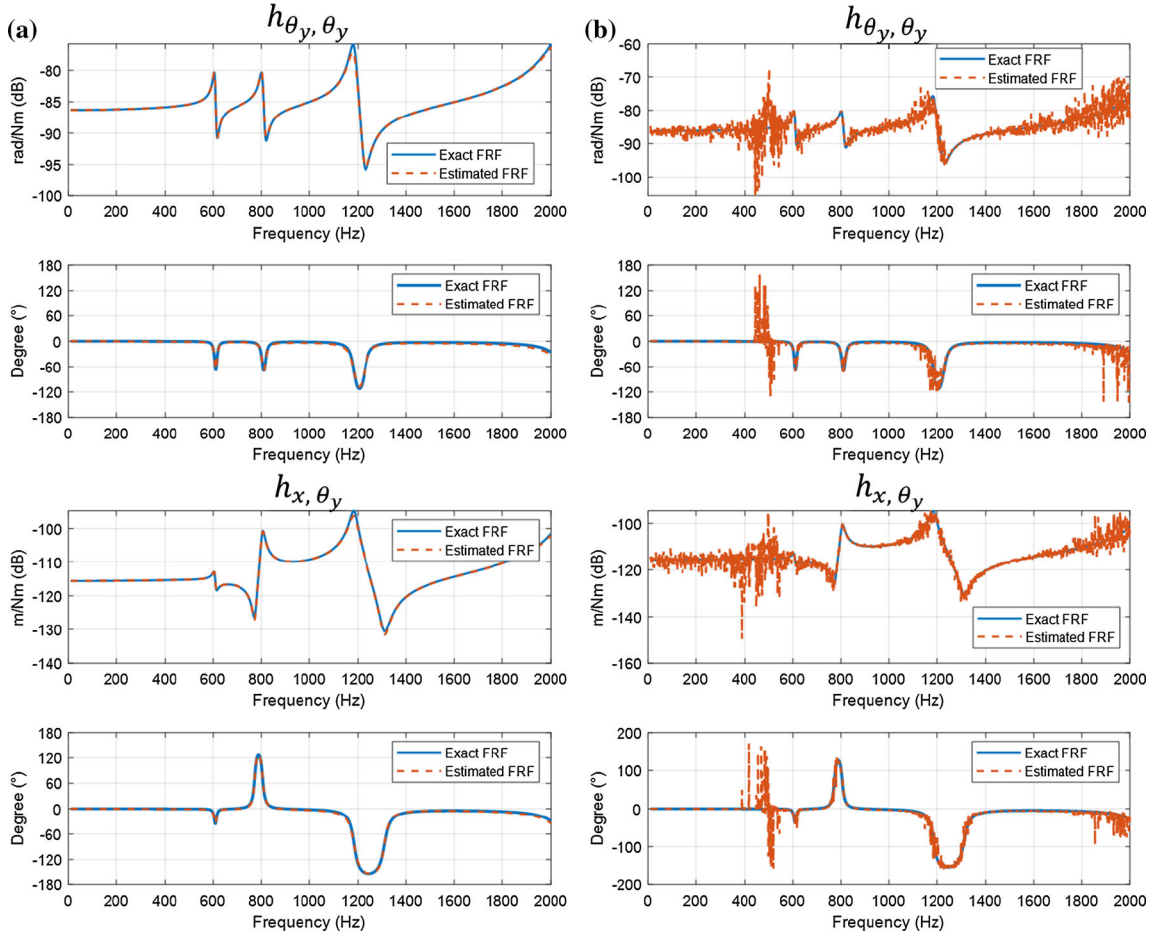 (a)
h_{θ_y, θ_y}
rad/Nm (dB)
-80
-85
-90
-95
-100
Exact FRF
Estimated FRF
0 200 400 600 800 1000 1200 1400 1600 1800 2000
Frequency (Hz)
Degree (°)
180
120
60
0
-60
-120
-180
Exact FRF
Estimated FRF
0 200 400 600 800 1000 1200 1400 1600 1800 2000
Frequency (Hz)
h_{x, θ_y}
m/Nm (dB)
-100
-110
-120
-130
-140
Exact FRF
Estimated FRF
0 200 400 600 800 1000 1200 1400 1600 1800 2000
Frequency (Hz)
Degree (°)
180
120
60
0
-60
-120
-180
Exact FRF
Estimated FRF
0 200 400 600 800 1000 1200 1400 1600 1800 2000
Frequency (Hz)
(b)
h_{θ_y, θ_y}
rad/Nm (dB)
-60
-70
-80
-90
-100
Exact FRF
Estimated FRF
0 200 400 600 800 1000 1200 1400 1600 1800 2000
Frequency (Hz)
Degree (°)
180
120
60
0
-60
-120
-180
Exact FRF
Estimated FRF
0 200 400 600 800 1000 1200 1400 1600 1800 2000
Frequency (Hz)
h_{x, θ_y}
m/Nm (dB)
-100
-120
-140
-160
Exact FRF
Estimated FRF
0 200 400 600 800 1000 1200 1400 1600 1800 2000
Frequency (Hz)
Degree (°)
200
100
0
-100
-200
Exact FRF
Estimated FRF
0 200 400 600 800 1000 1200 1400 1600 1800 2000
Frequency (Hz)